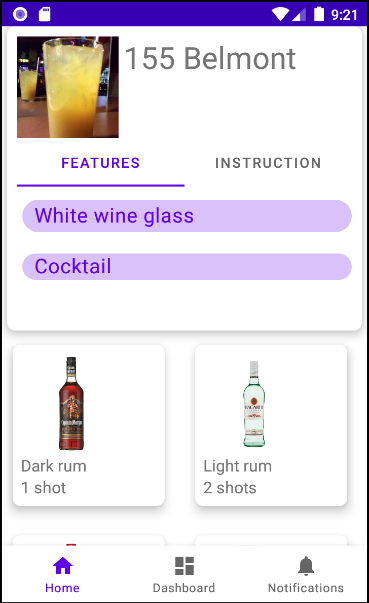 9:21
155 Belmont
FEATURES
INSTRUCTION
White wine glass
Cocktail
BACARDI
Dark rum
1 shot
Light rum
2 shots
Home
Dashboard
Notifications